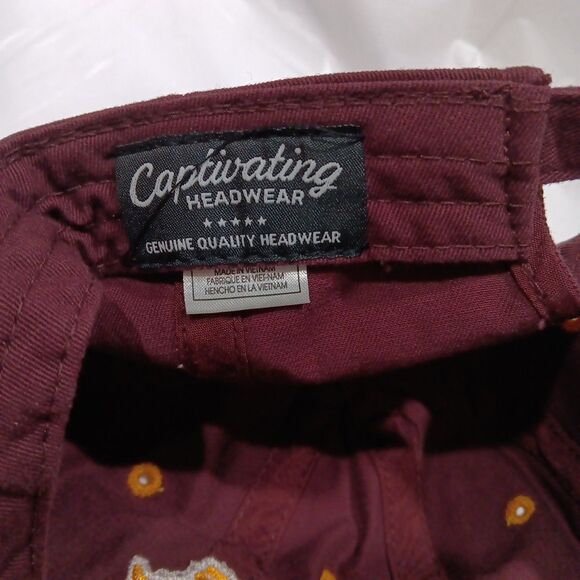 Captivating
HEADWEAR
★★★★★
GENUINE QUALITY HEADWEAR
MADE IN VIETNAM
FABRIQUE EN VIETNAM
HENCHO EN LA VIETNAM